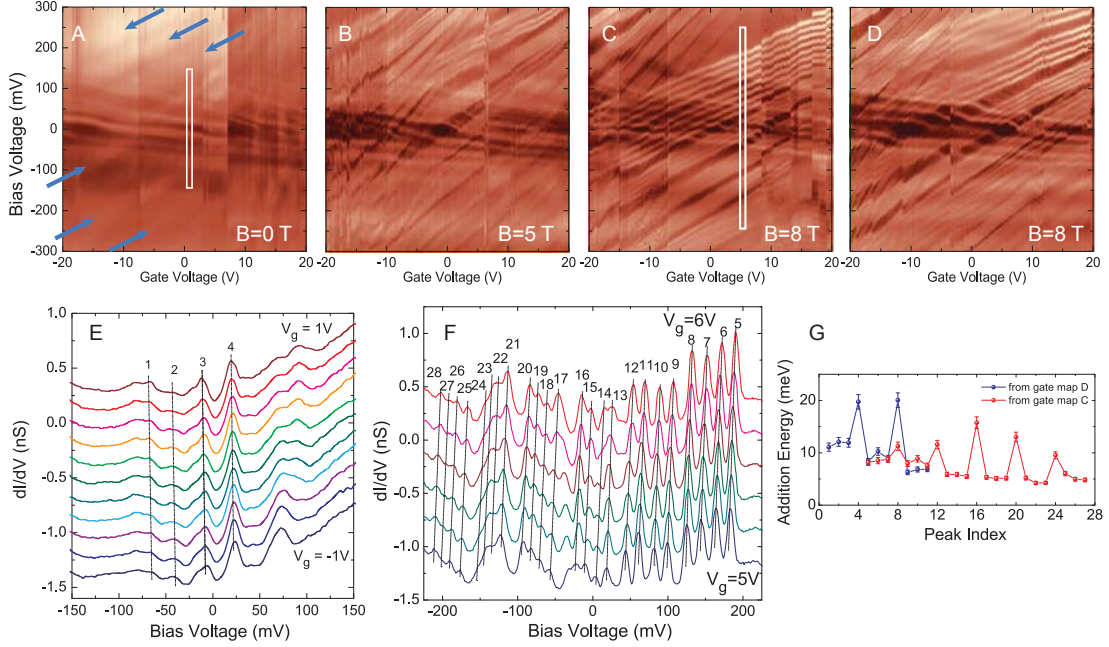 A
B
C
D
B=0 T
B=5 T
B=8 T
B=8 T
Bias Voltage (mV)
300
200
100
0
-100
-200
-300
-20 -10 0 10 20
-20 -10 0 10 20
-20 -10 0 10 20
-20 -10 0 10 20
Gate Voltage (V)
Gate Voltage (V)
Gate Voltage (V)
Gate Voltage (V)
E
Vg = 1V
1 2 3 4
Vg = -1V
dI/dV (nS)
1.0
0.5
0.0
-0.5
-1.0
-1.5
-150 -100 -50 0 50 100 150
Bias Voltage (mV)
F
Vg=6V
28 27 26 25 24 23 22 21 20 19 18 17 16 15 14 13 12 11 10 9 8 7 6 5
Vg=5V
dI/dV (nS)
1.0
0.5
0.0
-0.5
-1.0
-1.5
-200 -100 0 100 200
Bias Voltage (mV)
G
from gate map D
from gate map C
Addition Energy (meV)
20
10
0
0 4 8 12 16 20 24 28
Peak Index